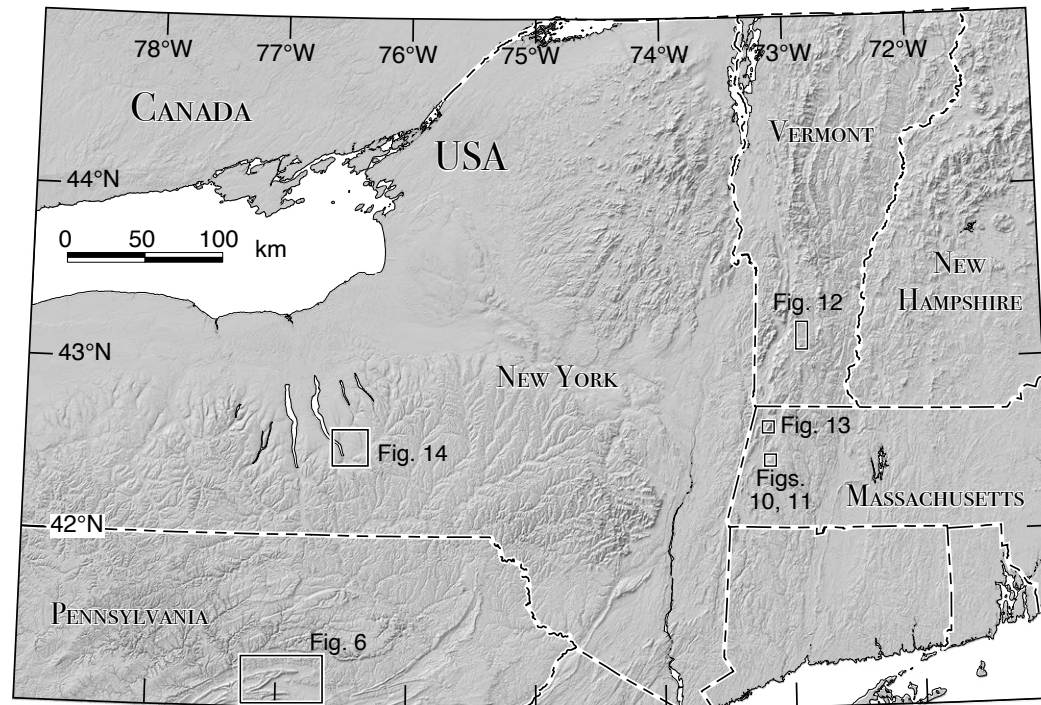 78°W 77°W 76°W 75°W 74°W 73°W 72°W
CANADA
USA
VERMONT
44°N
0 50 100 km
NEW
HAMPSHIRE
Fig. 12
43°N
NEW YORK
Fig. 13
Fig. 14
Figs.
10, 11
MASSACHUSETTS
42°N
PENNSYLVANIA
Fig. 6